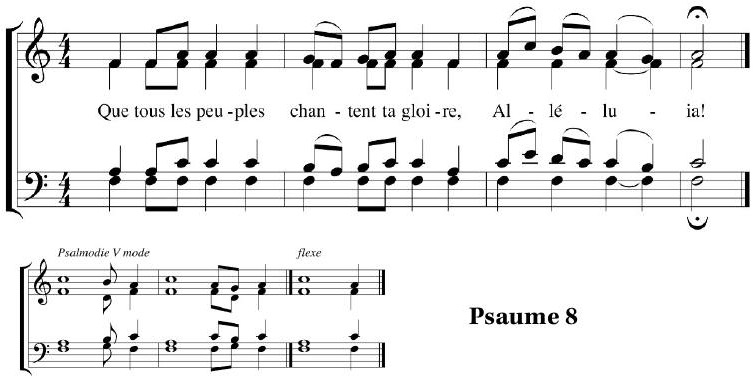 Que tous les peu - ples chan - tent ta gloi - re, Al - lé - lu - ia!
Psalmodie V mode flexe
Psaume 8